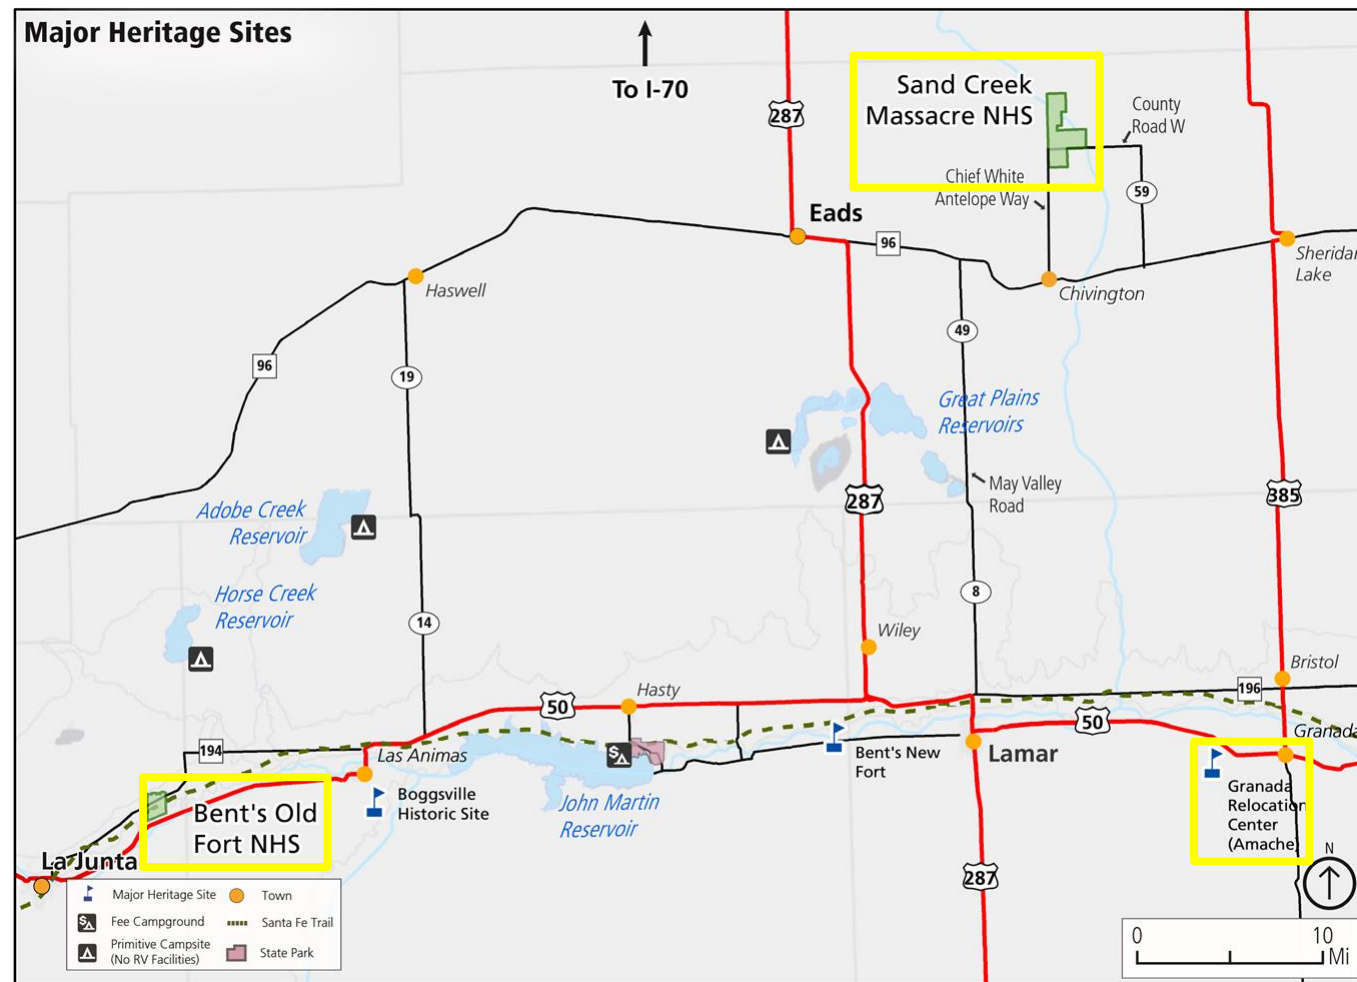 Major Heritage Sites
To I-70
287
Sand Creek
Massacre NHS
County
Road W
Chief White
Antelope Way
59
Eads
96
Sheridan
Lake
Haswell
Chivington
49
96
19
Great Plains
Reservoirs
May Valley
Road
287
385
Adobe Creek
Reservoir
Horse Creek
Reservoir
8
14
Wiley
Bristol
Hasty
196
50
50
Granada
194
Las Animas
Bent's New
Fort
Lamar
Boggsville
Historic Site
John Martin
Reservoir
Granada
Relocation
Center
(Amache)
Bent's Old
Fort NHS
La Junta
287
N
Major Heritage Site
Town
Fee Campground
Santa Fe Trail
Primitive Campsite
(No RV Facilities)
State Park
0 10
Mi